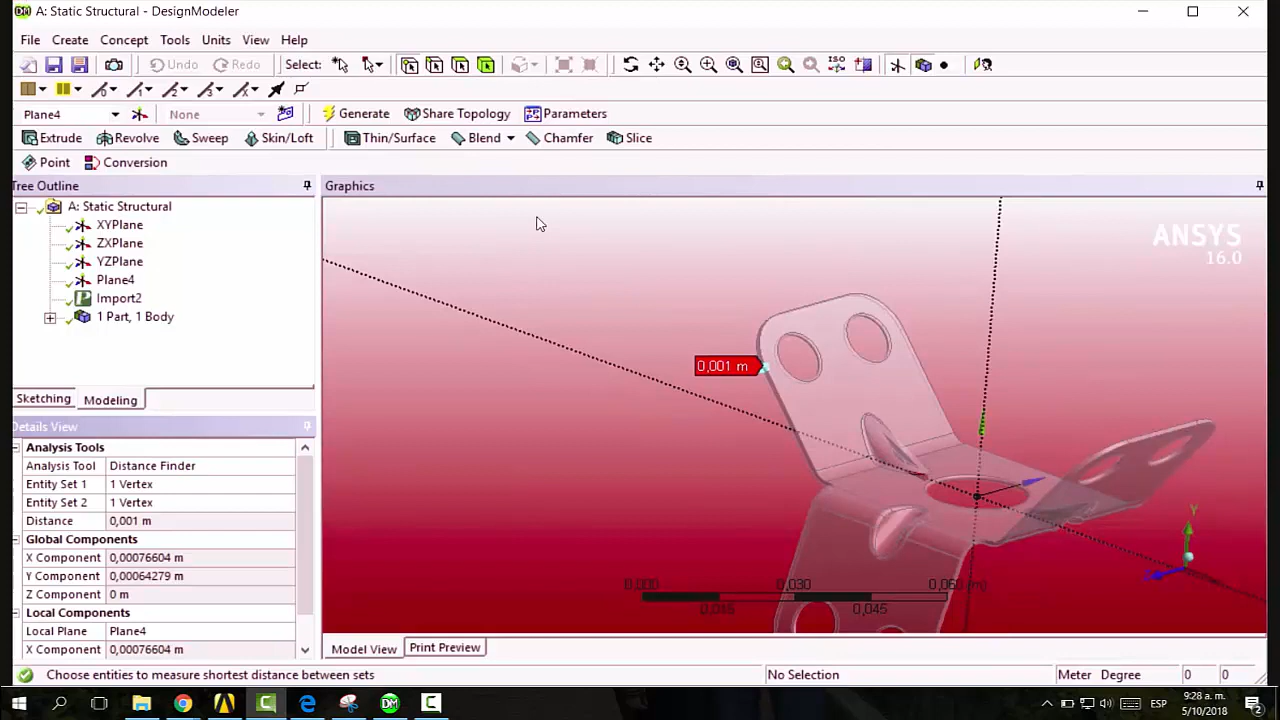 A: Static Structural - DesignModeler
File Create Concept Tools Units View Help
Undo Redo Select: ISO
Plane4 None Generate Share Topology Parameters
Extrude Revolve Sweep Skin/Loft Thin/Surface Blend Chamfer Slice
Point Conversion
Tree Outline
A: Static Structural
XYPlane
ZXPlane
YZPlane
Plane4
Import2
1 Part, 1 Body
Sketching Modeling
Details View
Analysis Tools
Analysis Tool Distance Finder
Entity Set 1 1 Vertex
Entity Set 2 1 Vertex
Distance 0,001 m
Global Components
X Component 0,00076604 m
Y Component 0,00064279 m
Z Component 0 m
Local Components
Local Plane Plane4
X Component 0,00076604 m
Graphics
ANSYS
16.0
0,001 m
Y
0,000 0,030 0,060 (m)
0,045
Model View Print Preview
Choose entities to measure shortest distance between sets No Selection Meter Degree 0 0
ESP
9:28 a. m.
5/10/2018
2